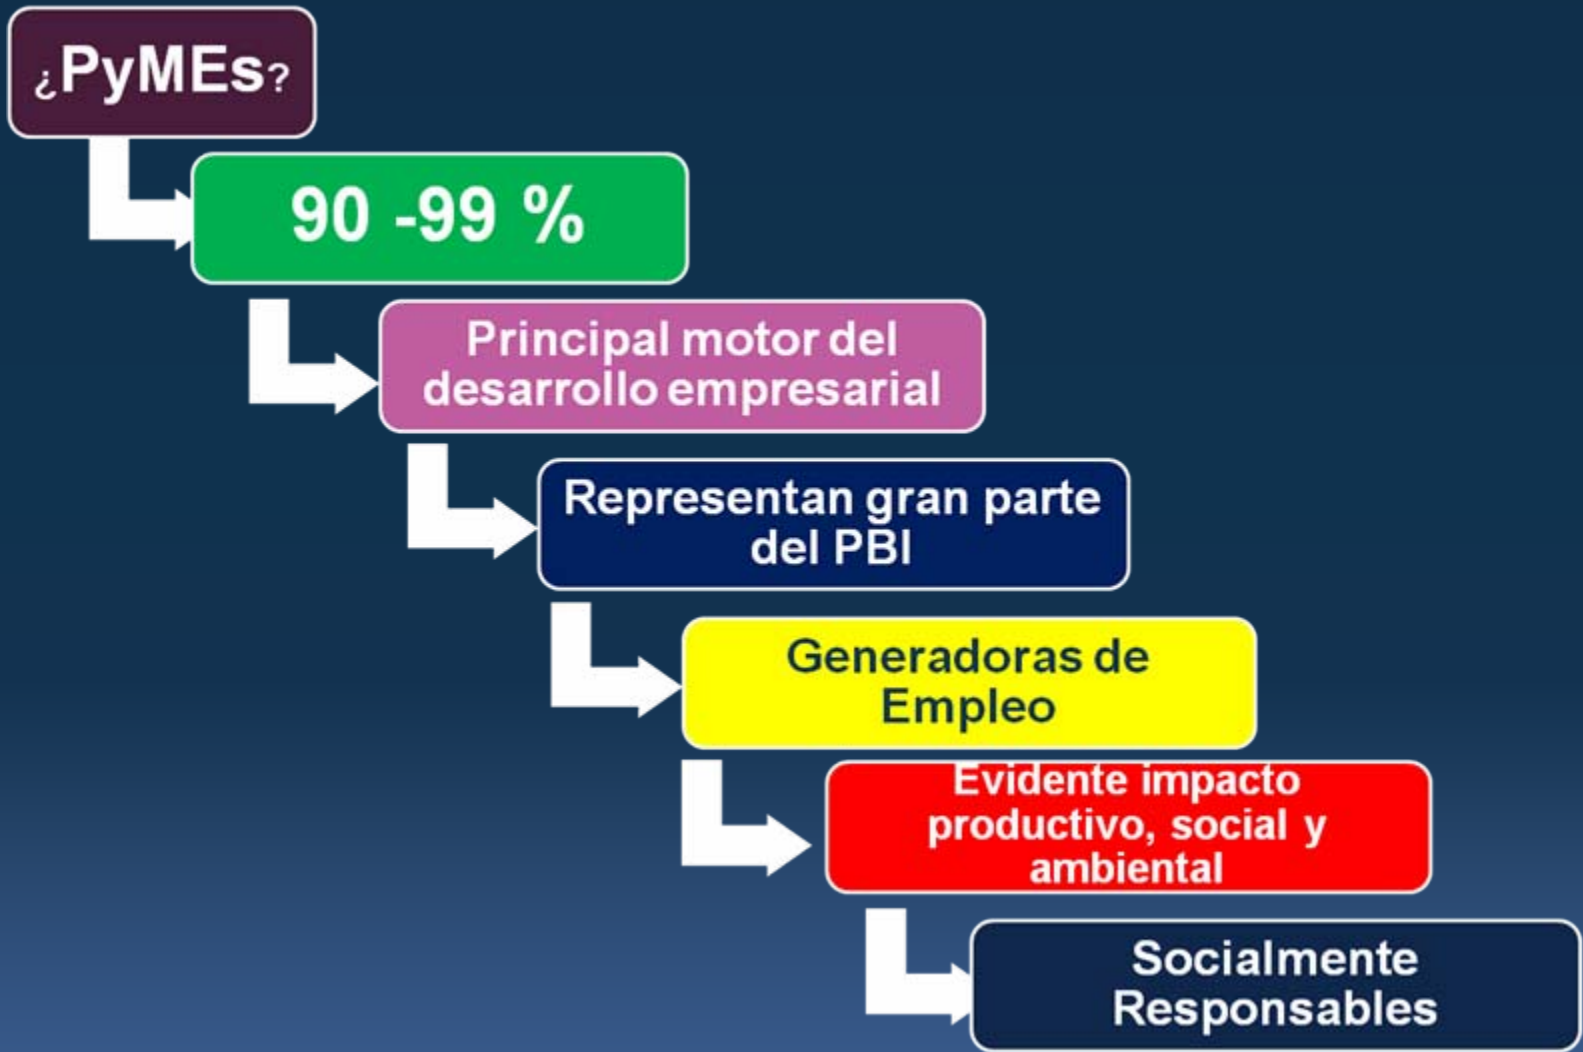 ¿PyMEs?
90 -99 %
Principal motor del
desarrollo empresarial
Representan gran parte
del PBI
Generadoras de
Empleo
Evidente impacto
productivo, social y
ambiental
Socialmente
Responsables